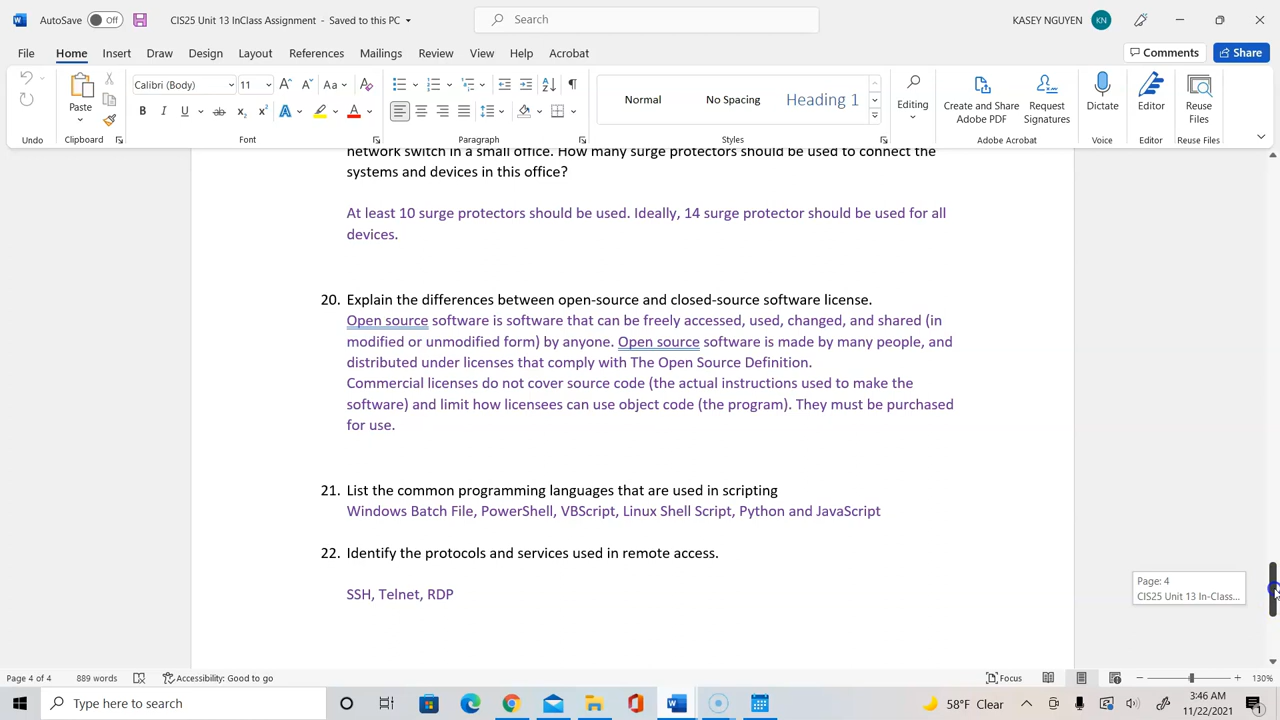 AutoSave Off CIS25 Unit 13 InClass Assignment - Saved to this PC Search KASEY NGUYEN KN
File Home Insert Draw Design Layout References Mailings Review View Help Acrobat Comments Share
Calibri (Body) 11 Aa A
Paste B I U ab x₂ x² A A Normal No Spacing Heading 1 Editing Create and Share Adobe PDF Request Signatures Dictate Editor Reuse Files
Undo Clipboard Font Paragraph Styles Adobe Acrobat Voice Editor Reuse Files
network switch in a small office. How many surge protectors should be used to connect the
systems and devices in this office?
At least 10 surge protectors should be used. Ideally, 14 surge protector should be used for all
devices.
20. Explain the differences between open-source and closed-source software license.
Open source software is software that can be freely accessed, used, changed, and shared (in
modified or unmodified form) by anyone. Open source software is made by many people, and
distributed under licenses that comply with The Open Source Definition.
Commercial licenses do not cover source code (the actual instructions used to make the
software) and limit how licensees can use object code (the program). They must be purchased
for use.
21. List the common programming languages that are used in scripting
Windows Batch File, PowerShell, VBScript, Linux Shell Script, Python and JavaScript
22. Identify the protocols and services used in remote access.
SSH, Telnet, RDP
Page: 4
CIS25 Unit 13 In-Clas...
Page 4 of 4 889 words Accessibility: Good to go Focus 130%
Type here to search 58°F Clear 3:46 AM
11/22/2021 1